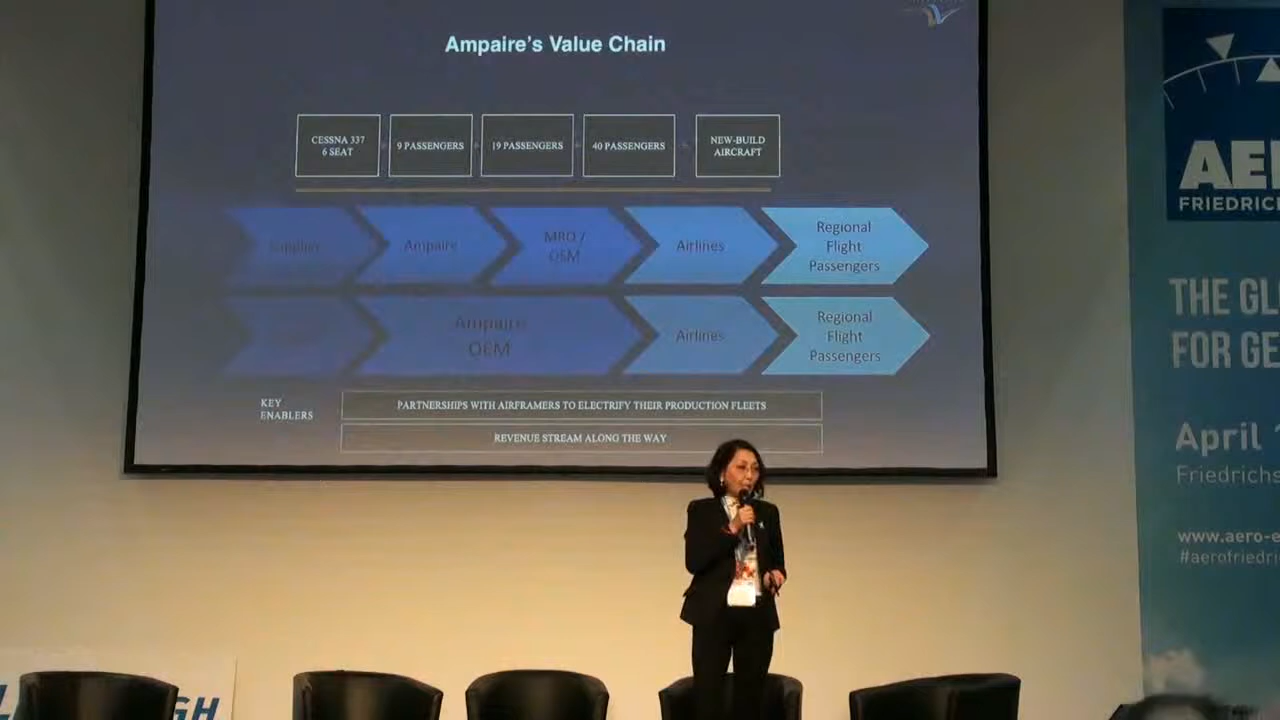 Ampaire's Value Chain
CESSNA 337
6 SEAT
9 PASSENGERS
19 PASSENGERS
40 PASSENGERS
NEW-BUILD
AIRCRAFT
Supplier
Ampaire
MRO /
OEM
Airlines
Regional
Flight
Passengers
Ampaire
OEM
Airlines
Regional
Flight
Passengers
KEY
ENABLERS
PARTNERSHIPS WITH AIRFRAMERS TO ELECTRIFY THEIR PRODUCTION FLEETS
REVENUE STREAM ALONG THE WAY
AE
FRIEDRIC
THE GL
FOR GE
April
Friedrichs
www.aero-e
#aerofriedri
GH